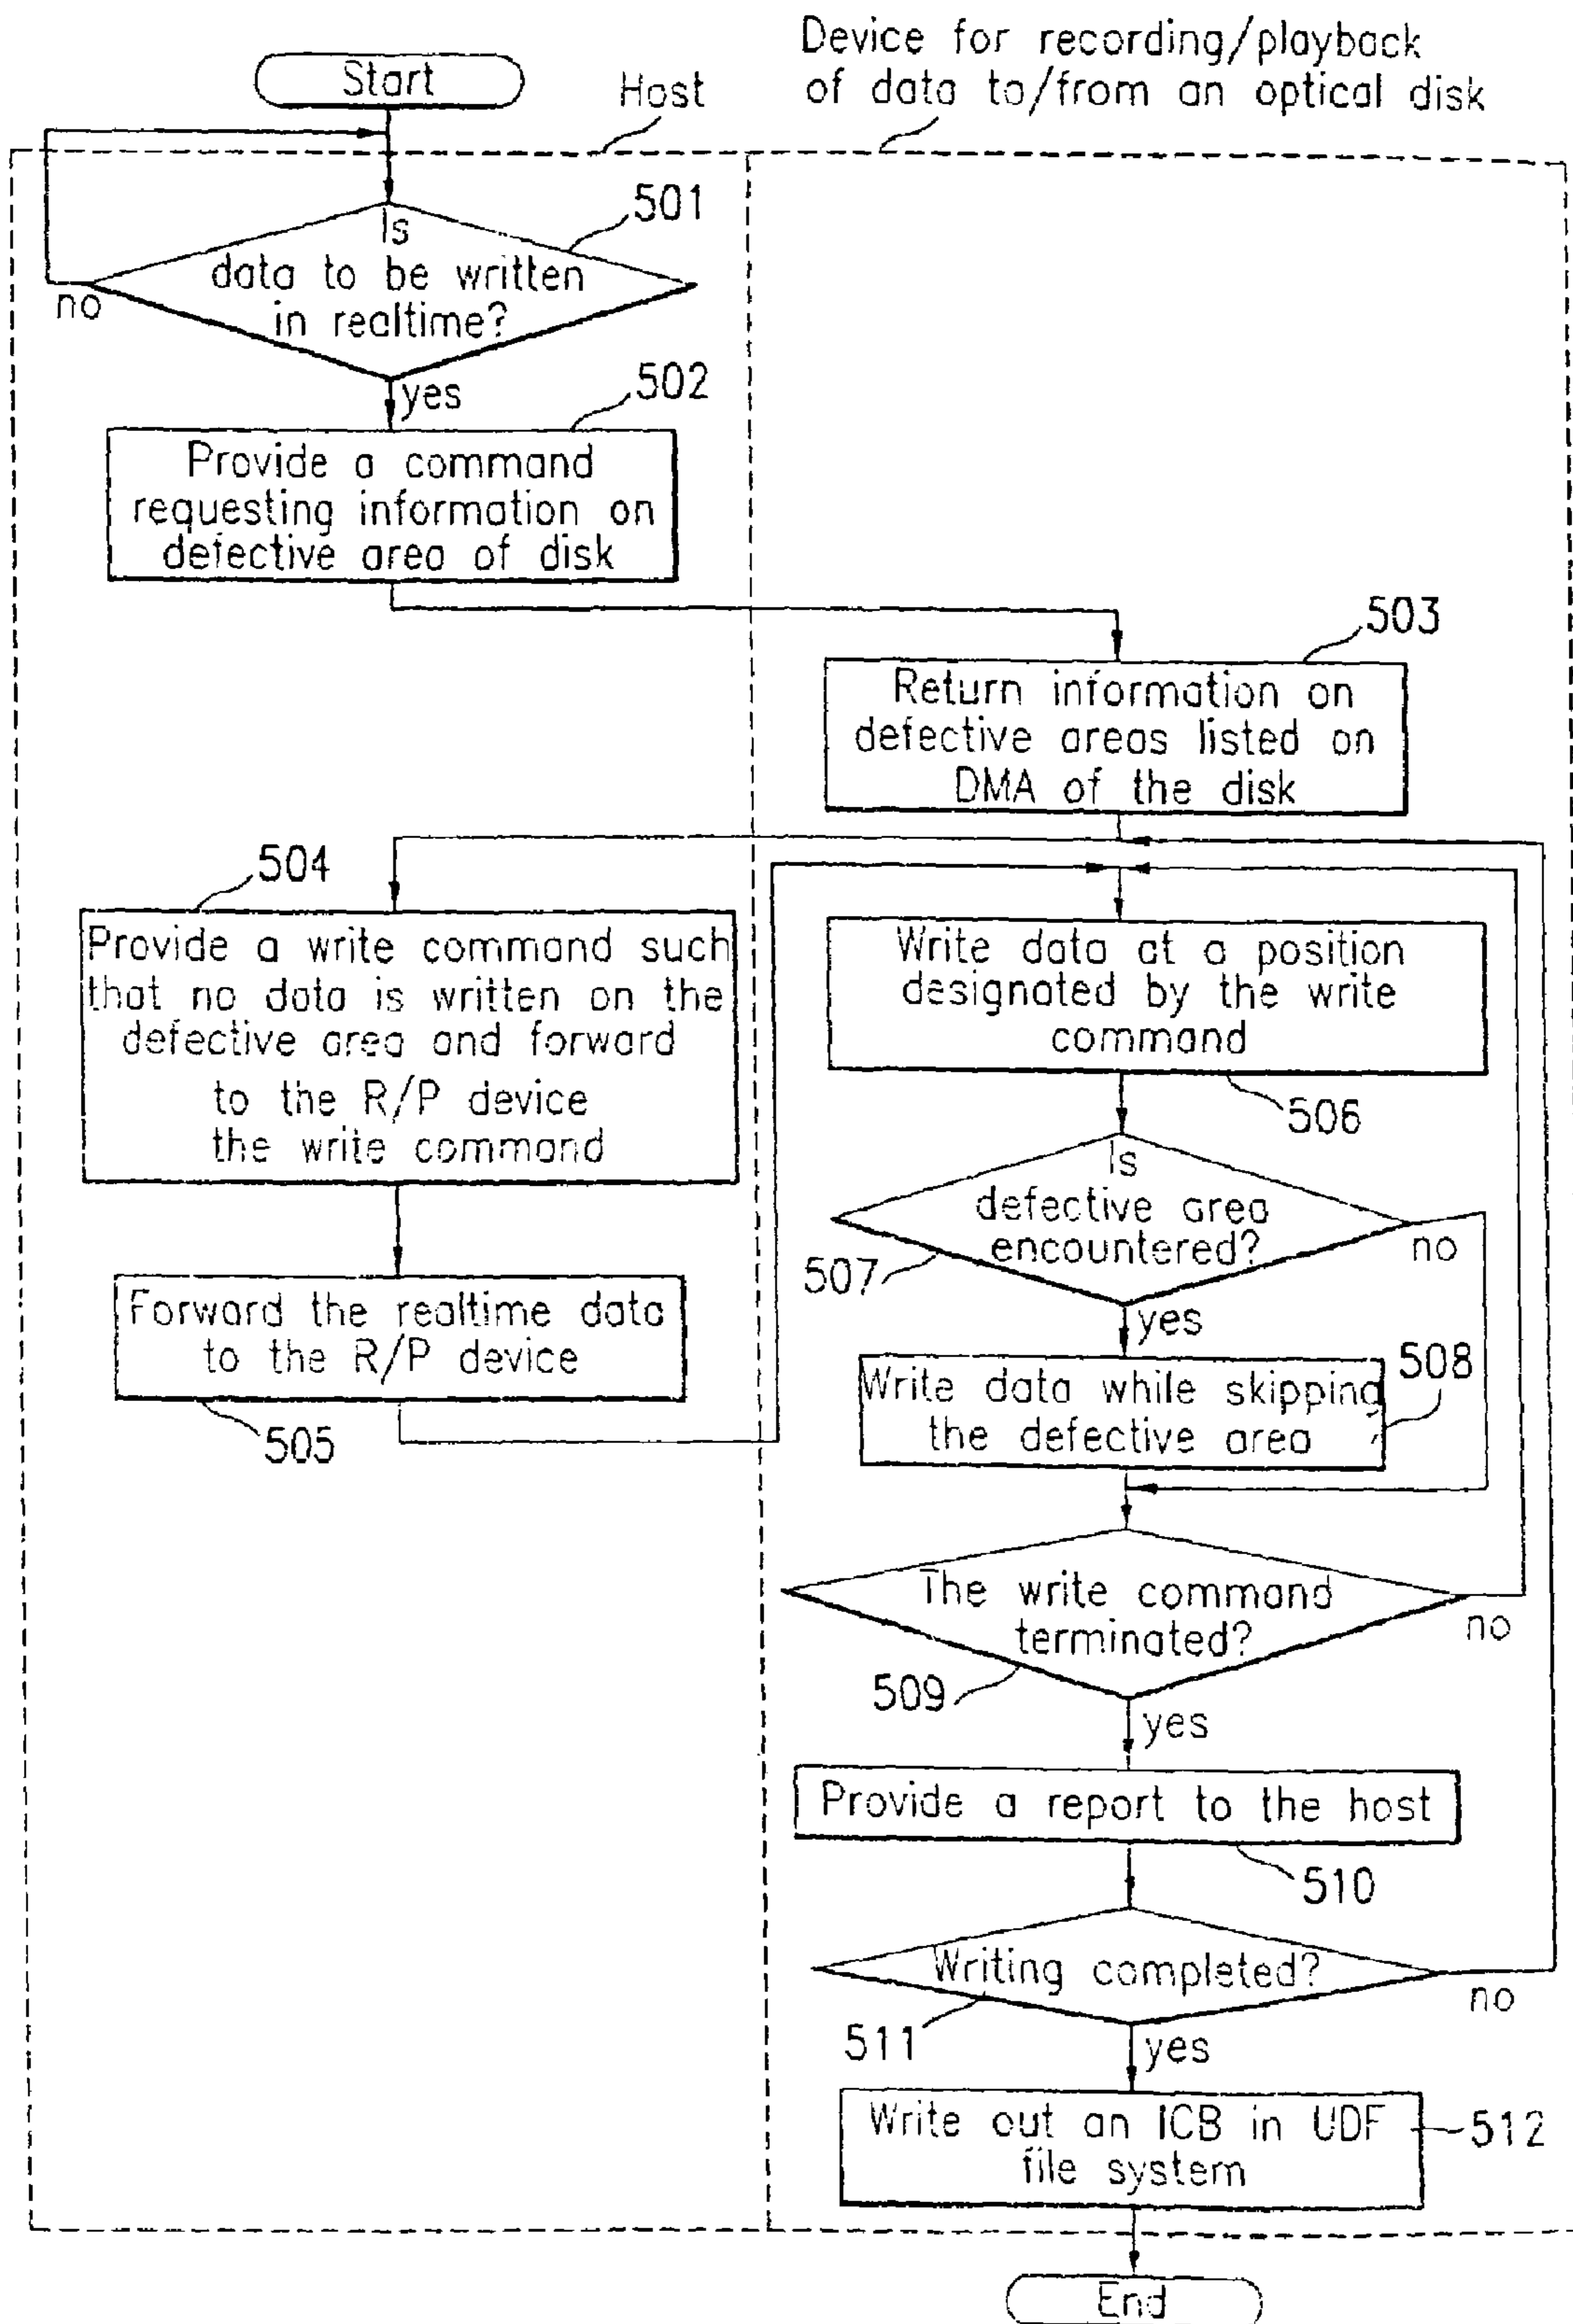 Device for recording/playback
of data to/from an optical disk
Start
Host
501
Is
data to be written
in realtime?
no
yes
502
Provide a command
requesting information on
defective area of disk
503
Return information on
defective areas listed on
DMA of the disk
504
Provide a write command such
that no data is written on the
defective area and forward
to the R/P device
the write command
Write data at a position
designated by the write
command
506
Is
defective area
encountered?
507
no
yes
Forward the realtime data
to the R/P device
505
508
Write data while skipping
the defective area
The write command
terminated?
no
509
yes
Provide a report to the host
510
Writing completed?
no
511
yes
Write out an ICB in UDF
file system
512
End